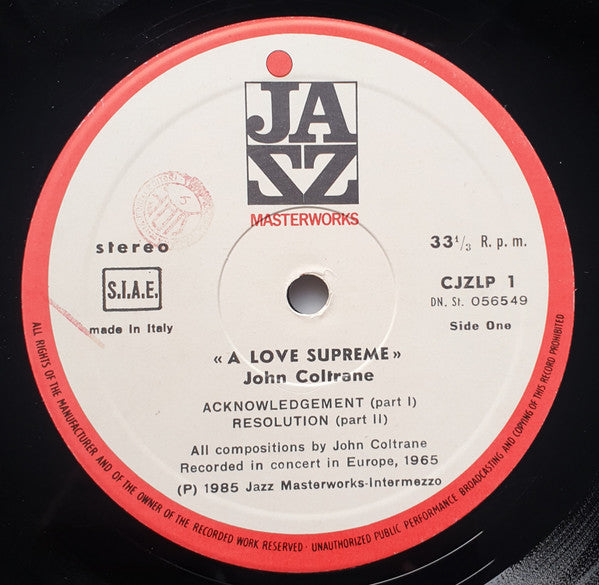 JA
ZZ
MASTERWORKS
stereo
33 1/3 R. p. m.
S.I.A.E.
CJZLP 1
DN. St. 056549
made in Italy
Side One
« A LOVE SUPREME »
John Coltrane
ACKNOWLEDGEMENT (part I)
RESOLUTION (part II)
All compositions by John Coltrane
Recorded in concert in Europe, 1965
(P) 1985 Jazz Masterworks-Intermezzo
ALL RIGHTS OF THE MANUFACTURER AND OF THE OWNER OF THE RECORDED WORK RESERVED · UNAUTHORIZED PUBLIC PERFORMANCE BROADCASTING AND COPYING OF THIS RECORD PROHIBITED